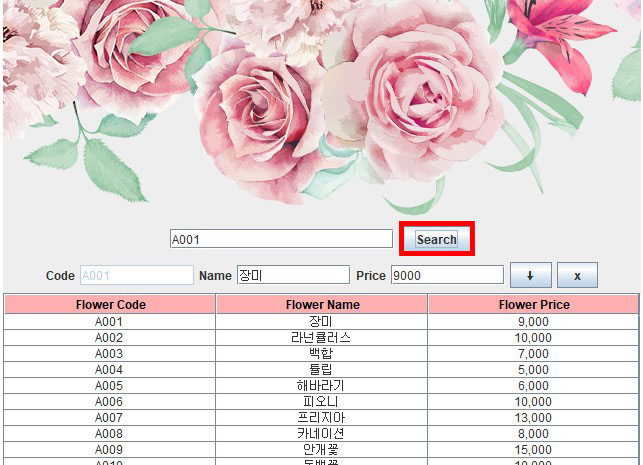 A001 Search
Code A001 Name 장미 Price 9000 ↓ x
Flower Code Flower Name Flower Price
A001 장미 9,000
A002 라넌큘러스 10,000
A003 백합 7,000
A004 튤립 5,000
A005 해바라기 6,000
A006 피오니 10,000
A007 프리지아 13,000
A008 카네이션 8,000
A009 안개꽃 15,000